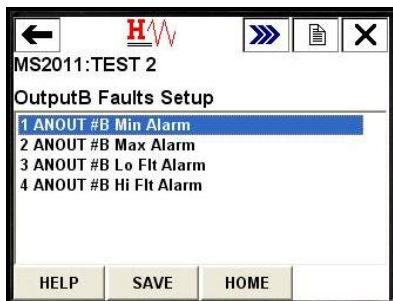 H
MS2011:TEST 2
OutputB Faults Setup
1 ANOUT #B Min Alarm
2 ANOUT #B Max Alarm
3 ANOUT #B Lo Flt Alarm
4 ANOUT #B Hi Flt Alarm
HELP SAVE HOME